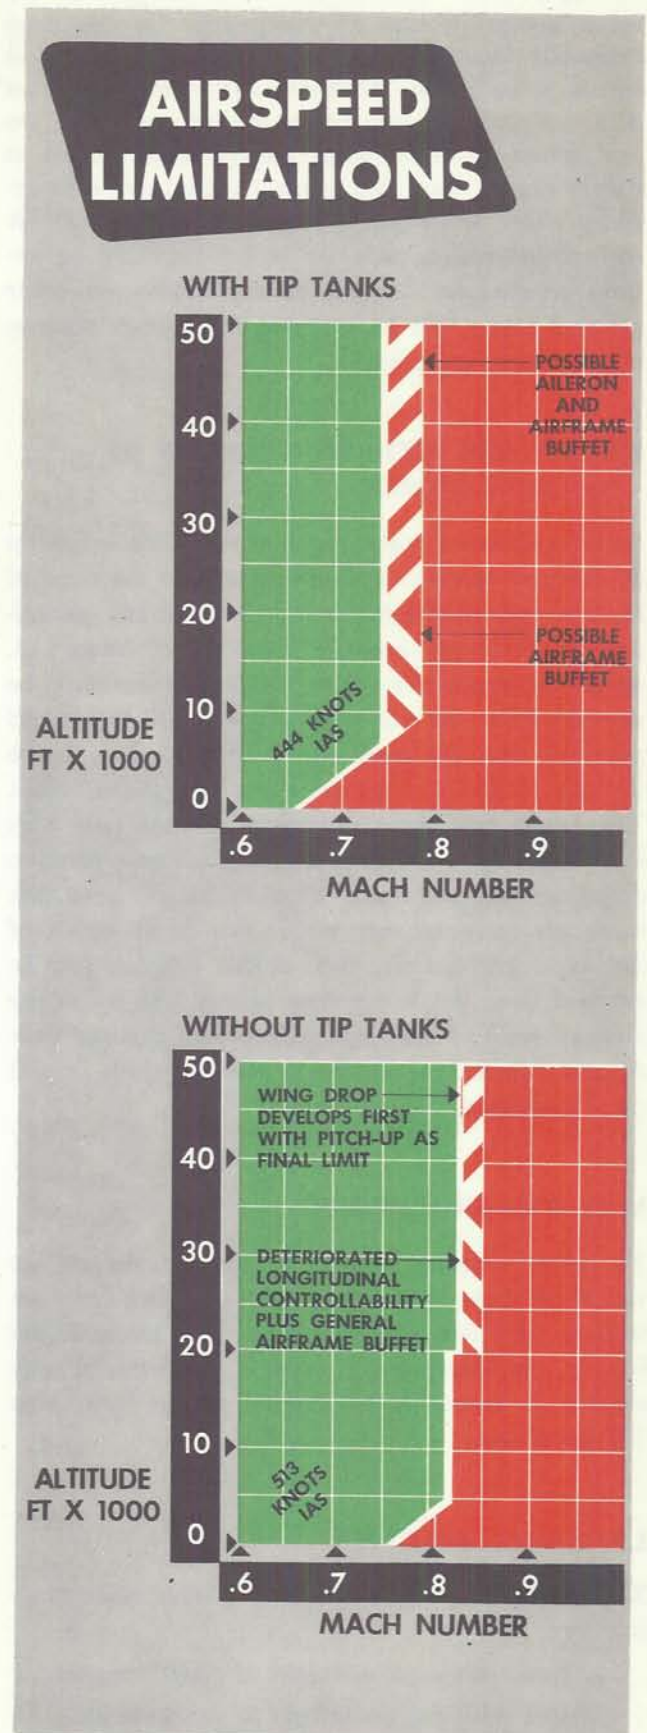 AIRSPEED
LIMITATIONS
WITH TIP TANKS
50
40
30
20
10
0
ALTITUDE
FT X 1000
POSSIBLE
AILERON
AND
AIRFRAME
BUFFET
POSSIBLE
AIRFRAME
BUFFET
444 KNOTS
IAS
.6 .7 .8 .9
MACH NUMBER
WITHOUT TIP TANKS
50
40
30
20
10
0
ALTITUDE
FT X 1000
WING DROP
DEVELOPS FIRST
WITH PITCH-UP AS
FINAL LIMIT
DETERIORATED
LONGITUDINAL
CONTROLLABILITY
PLUS GENERAL
AIRFRAME BUFFET
513
KNOTS
IAS
.6 .7 .8 .9
MACH NUMBER